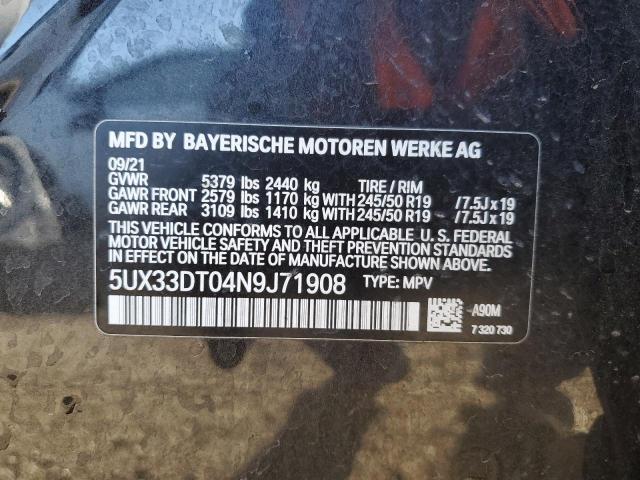 MFD BY BAYERISCHE MOTOREN WERKE AG
09/21
GVWR 5379 lbs 2440 kg TIRE / RIM
GAWR FRONT 2579 lbs 1170 kg WITH 245/50 R19 /7.5J x 19
GAWR REAR 3109 lbs 1410 kg WITH 245/50 R19 /7.5J x 19
THIS VEHICLE CONFORMS TO ALL APPLICABLE U. S. FEDERAL
MOTOR VEHICLE SAFETY, BUMPER, AND THEFT PREVENTION
STANDARDS IN EFFECT ON THE DATE OF MANUFACTURE SHOWN ABOVE.
5UX33DT04N9J71908 TYPE: MPV
A90M
7 320 730